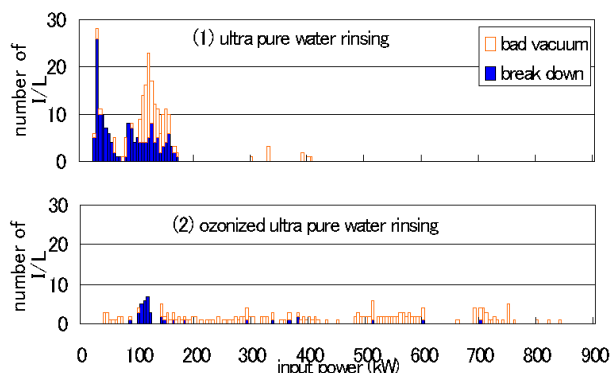 30
20
10
0
number of
I/L
(1) ultra pure water rinsing
bad vacuum
break down
30
20
10
0
number of
I/L
(2) ozonized ultra pure water rinsing
0 100 200 300 400 500 600 700 800 900
input power (kW)